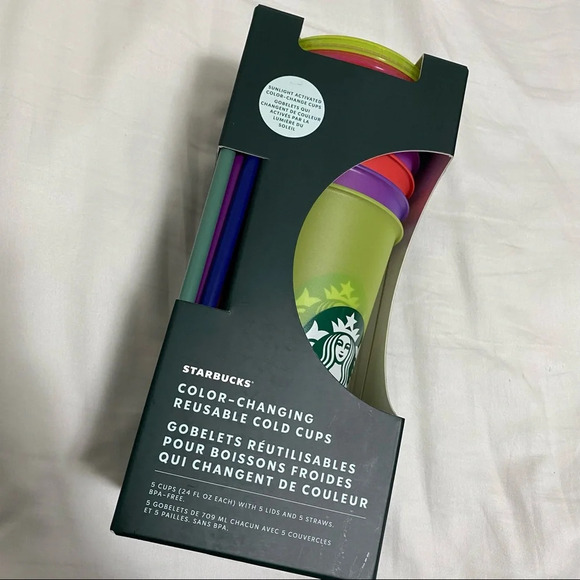 SUNLIGHT ACTIVATED
COLOR-CHANGE CUPS
GOBELETS QUI
CHANGENT DE COULEUR
ACTIVÉS PAR LA
LUMIÈRE DU
SOLEIL
STARBUCKS®
COLOR-CHANGING
REUSABLE COLD CUPS
GOBELETS RÉUTILISABLES
POUR BOISSONS FROIDES
QUI CHANGENT DE COULEUR
5 CUPS (24 FL OZ EACH) WITH 5 LIDS AND 5 STRAWS.
BPA-FREE.
5 GOBELETS DE 709 ML CHACUN AVEC 5 COUVERCLES
ET 5 PAILLES. SANS BPA.